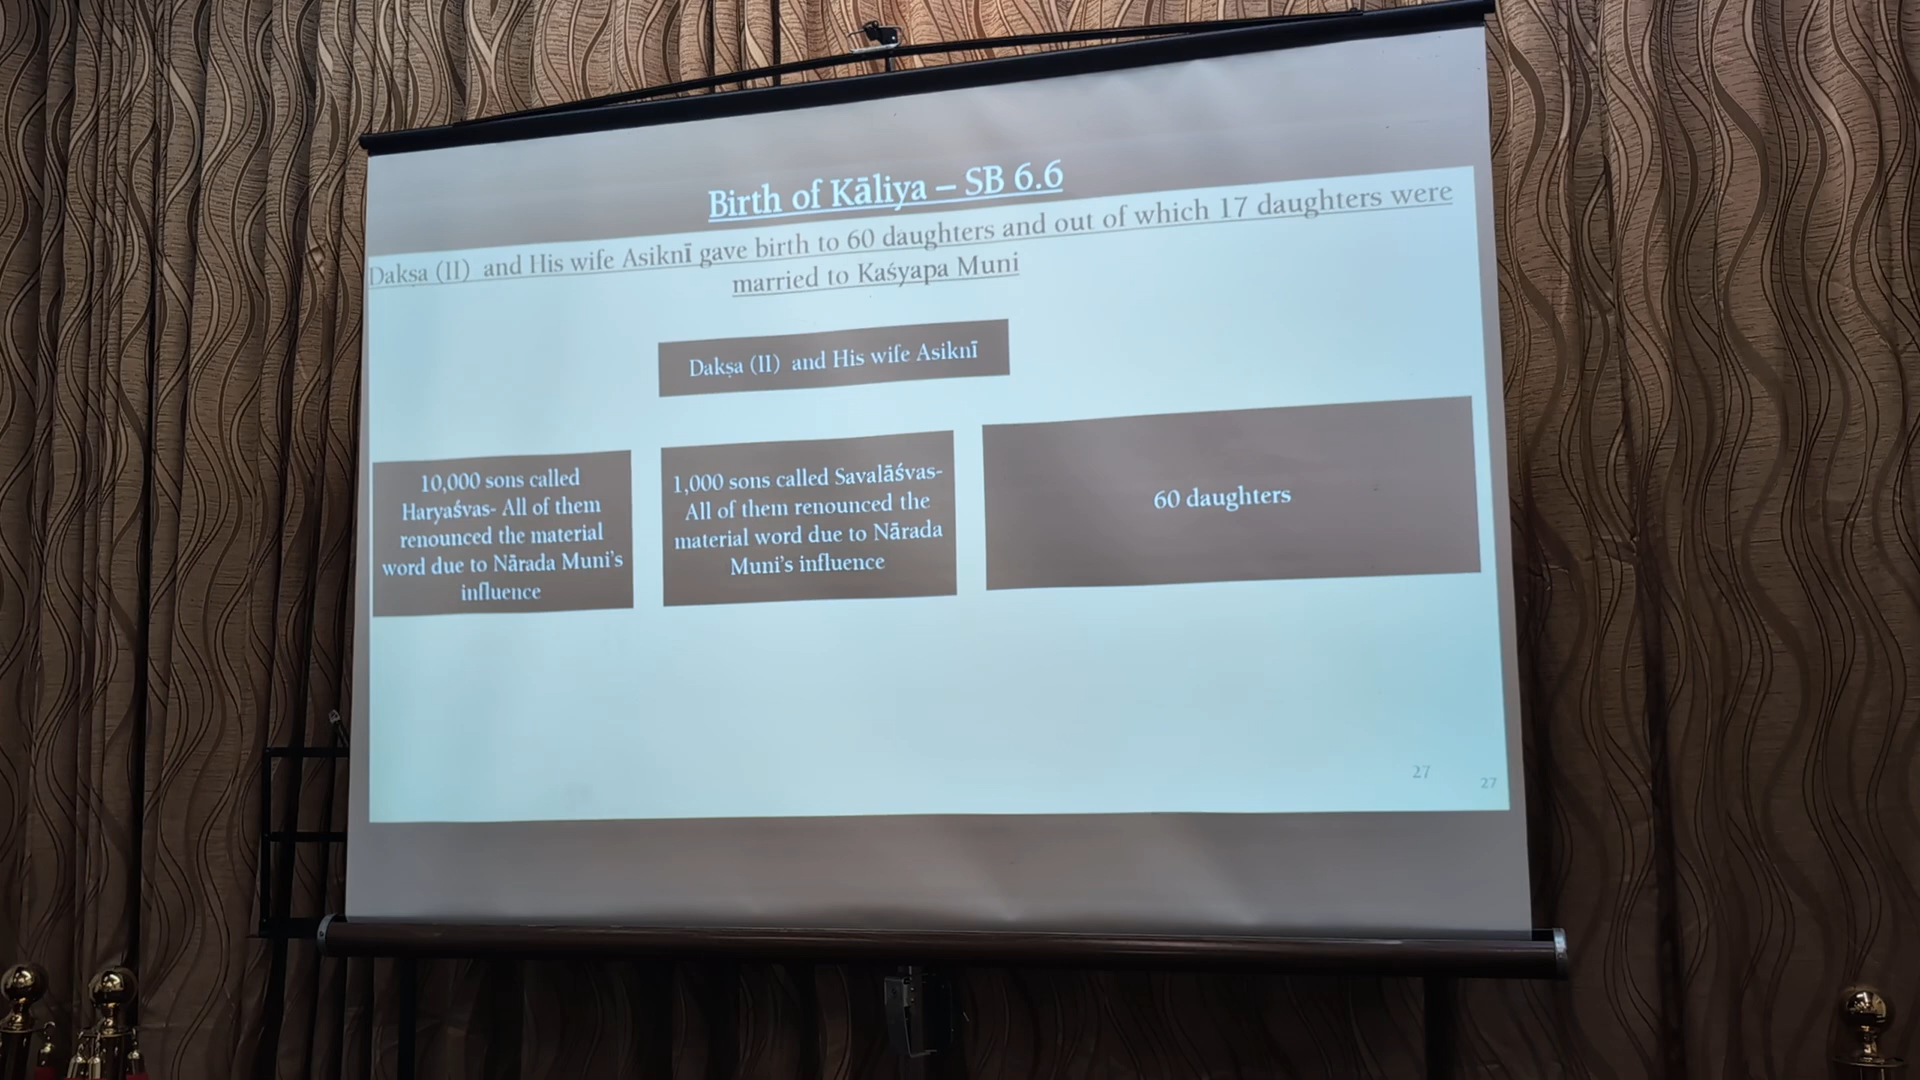 Birth of Kāliya – SB 6.6
Dakṣa (II) and His wife Asiknī gave birth to 60 daughters and out of which 17 daughters were
married to Kaśyapa Muni
Dakṣa (II) and His wife Asiknī
10,000 sons called
Haryaśvas- All of them
renounced the material
word due to Nārada Muni's
influence
1,000 sons called Savalāśvas-
All of them renounced the
material word due to Nārada
Muni's influence
60 daughters
27
27